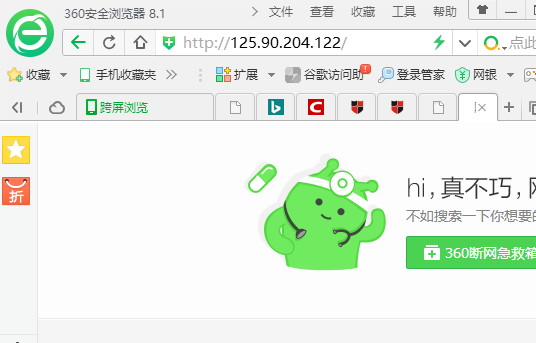 360安全浏览器 8.1 文件 查看 收藏 工具 帮助
http://125.90.204.122/ 点此
收藏 手机收藏夹 扩展 谷歌访问助 登录管家 网银
跨屏浏览
折
hi,真不巧,网
不如搜索一下你想要的
360断网急救箱